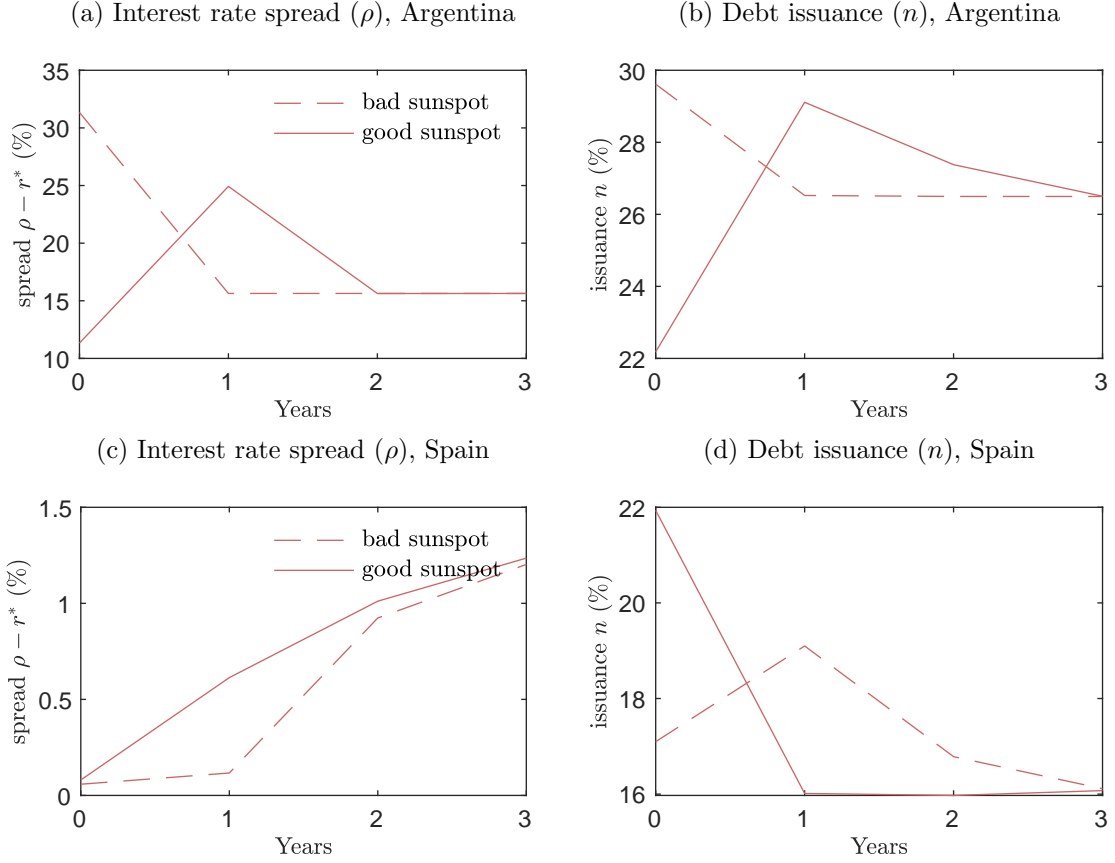 (a) Interest rate spread (ρ), Argentina
35
30
25
20
15
10
spread ρ − r* (%)
bad sunspot
good sunspot
0 1 2 3
Years
(b) Debt issuance (n), Argentina
30
28
26
24
22
issuance n (%)
0 1 2 3
Years
(c) Interest rate spread (ρ), Spain
1.5
1
0.5
0
spread ρ − r* (%)
bad sunspot
good sunspot
0 1 2 3
Years
(d) Debt issuance (n), Spain
22
20
18
16
issuance n (%)
0 1 2 3
Years